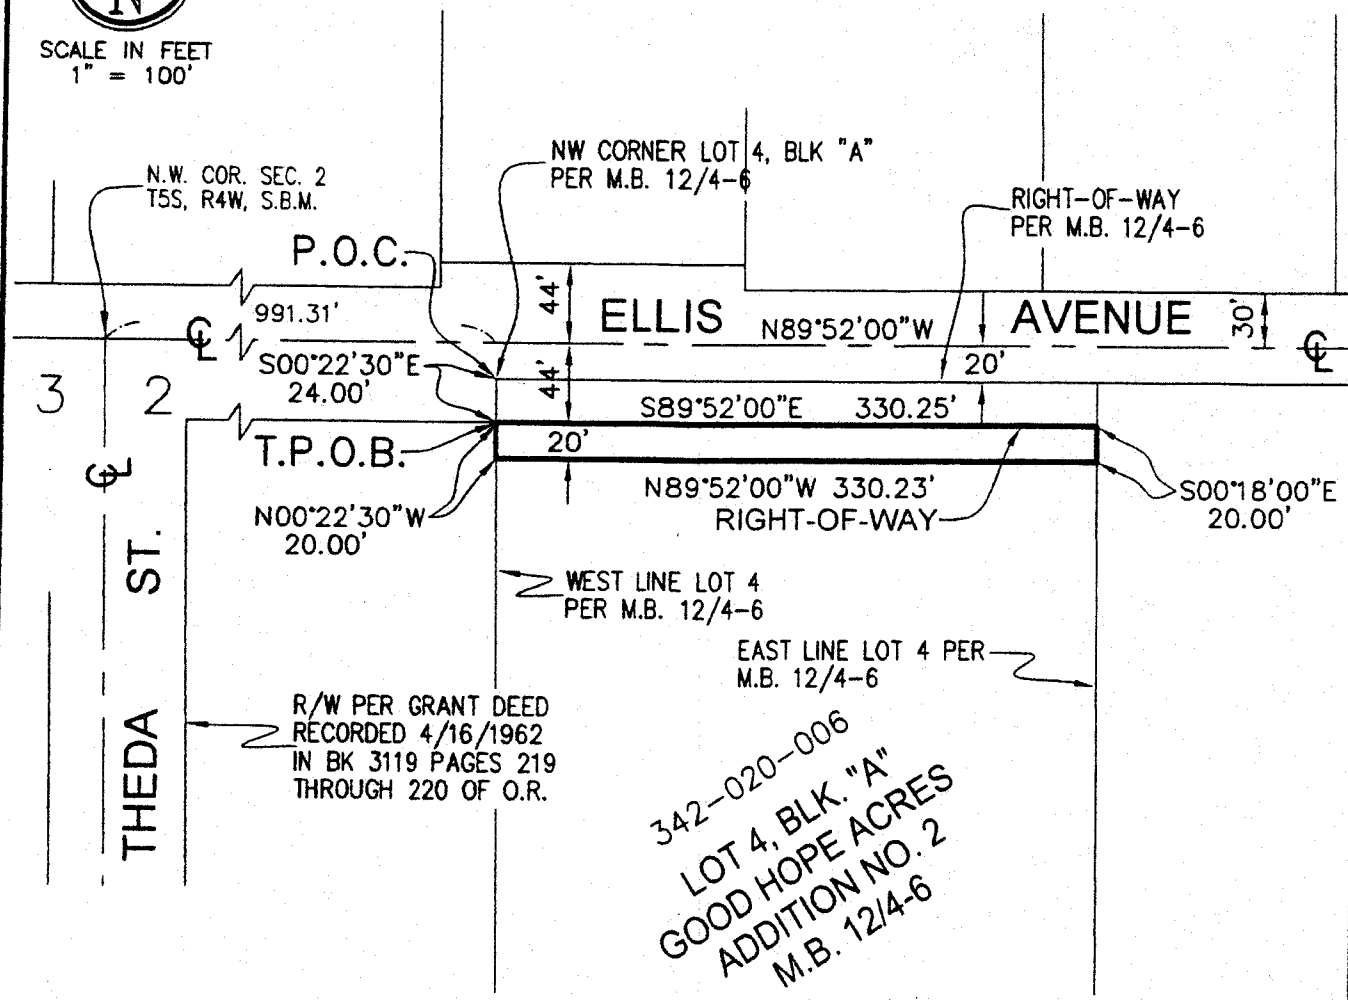 N
SCALE IN FEET
1" = 100'
N.W. COR. SEC. 2
T5S, R4W, S.B.M.
NW CORNER LOT 4, BLK "A"
PER M.B. 12/4-6
RIGHT-OF-WAY
PER M.B. 12/4-6
P.O.C.
991.31'
44'
ELLIS AVENUE
N89°52'00"W
30'
20'
S00°22'30"E
24.00'
44'
S89°52'00"E 330.25'
3 2
T.P.O.B.
20'
N89°52'00"W 330.23'
RIGHT-OF-WAY
S00°18'00"E
20.00'
N00°22'30"W
20.00'
THEDA ST.
WEST LINE LOT 4
PER M.B. 12/4-6
EAST LINE LOT 4 PER
M.B. 12/4-6
R/W PER GRANT DEED
RECORDED 4/16/1962
IN BK 3119 PAGES 219
THROUGH 220 OF O.R.
342-020-006
LOT 4, BLK. "A"
GOOD HOPE ACRES
ADDITION NO. 2
M.B. 12/4-6